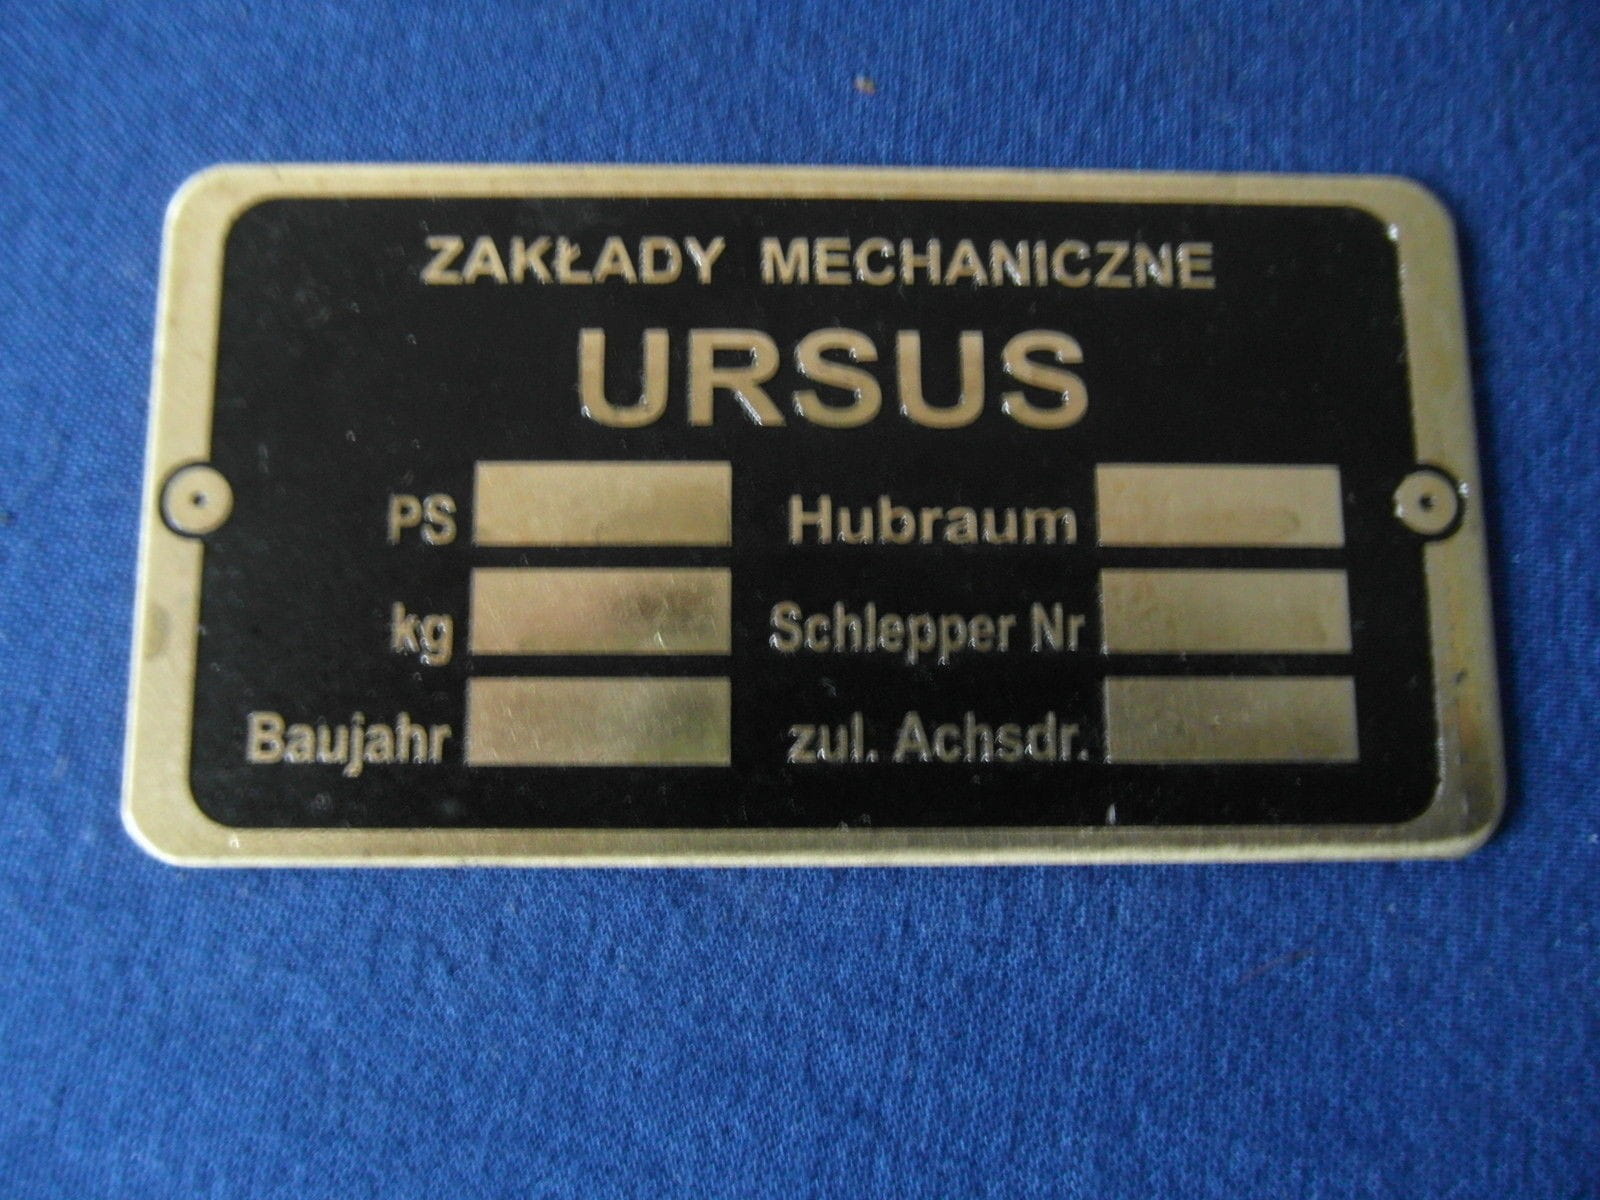 ZAKŁADY MECHANICZNE
URSUS
PS Hubraum
kg Schlepper Nr
Baujahr zul. Achsdr.